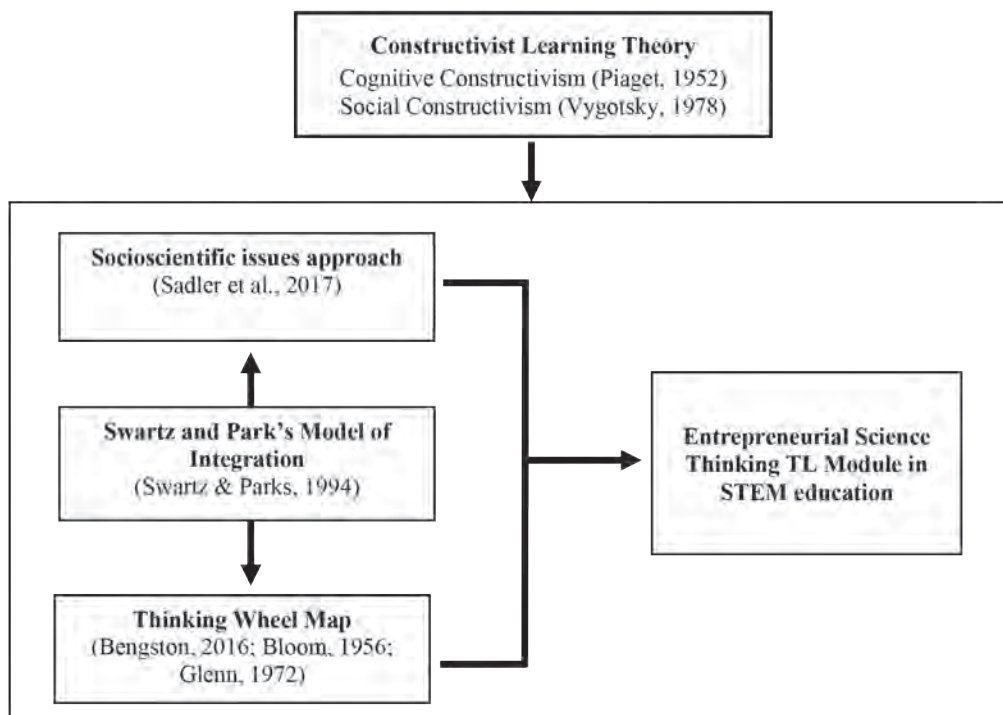 Constructivist Learning Theory
Cognitive Constructivism (Piaget, 1952)
Social Constructivism (Vygotsky, 1978)
Socioscientific issues approach
(Sadler et al., 2017)
Swartz and Park's Model of
Integration
(Swartz & Parks, 1994)
Thinking Wheel Map
(Bengston, 2016; Bloom, 1956;
Glenn, 1972)
Entrepreneurial Science
Thinking TL Module in
STEM education